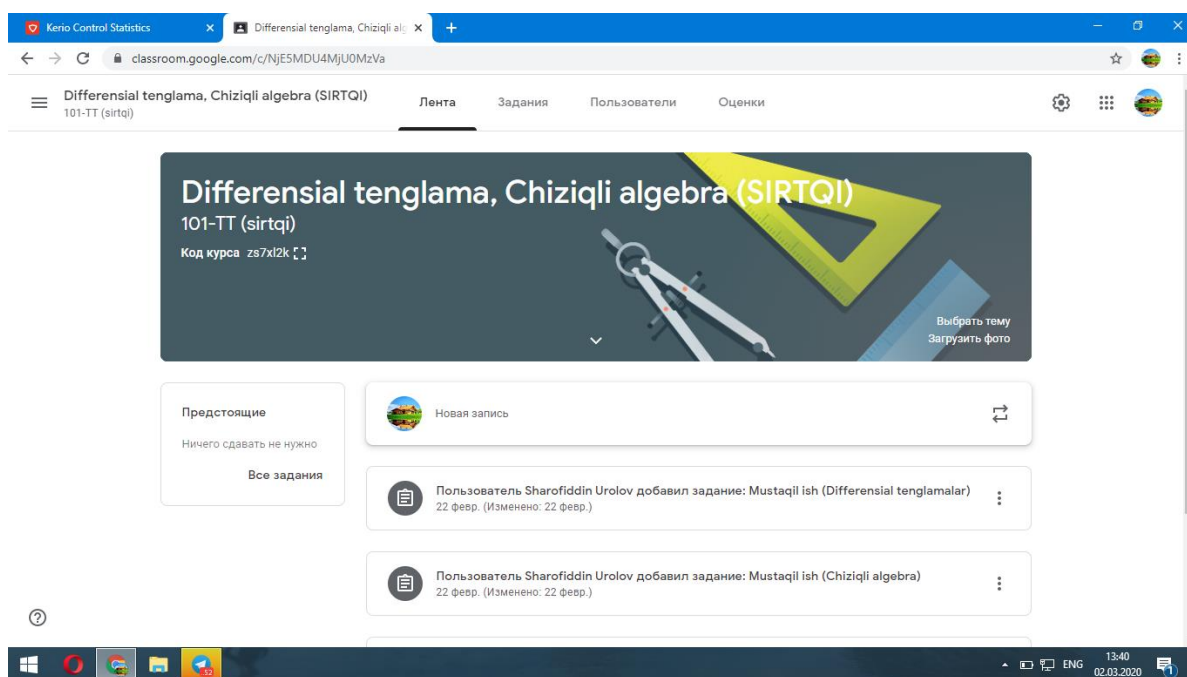 Kerio Control Statistics
Differensial tenglama, Chiziqli alg
classroom.google.com/c/NjE5MDU4MjU0MzVa
Differensial tenglama, Chiziqli algebra (SIRTQI)
101-TT (sirtqi)
Лента Задания Пользователи Оценки
Differensial tenglama, Chiziqli algebra (SIRTQI)
101-TT (sirtqi)
Код курса zs7xl2k
Выбрать тему
Загрузить фото
Предстоящие
Ничего сдавать не нужно
Все задания
Новая запись
Пользователь Sharofiddin Urolov добавил задание: Mustaqil ish (Differensial tenglamalar)
22 февр. (Изменено: 22 февр.)
Пользователь Sharofiddin Urolov добавил задание: Mustaqil ish (Chiziqli algebra)
22 февр. (Изменено: 22 февр.)
52
ENG
13:40
02.03.2020
1